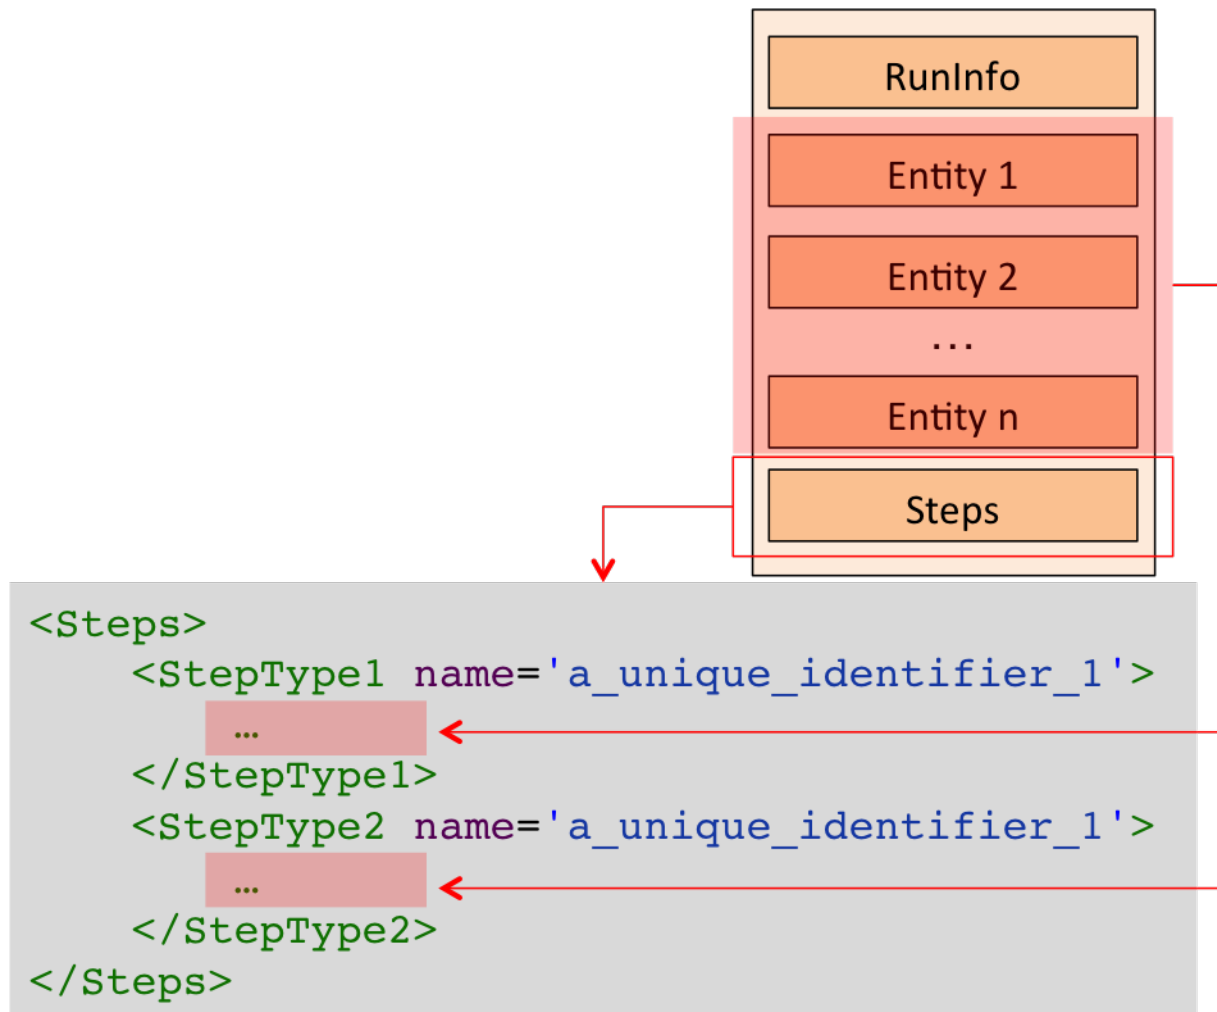 RunInfo
Entity 1
Entity 2
...
Entity n
Steps
<Steps>
    <StepType1 name='a_unique_identifier_1'>
        …
    </StepType1>
    <StepType2 name='a_unique_identifier_1'>
        …
    </StepType2>
</Steps>